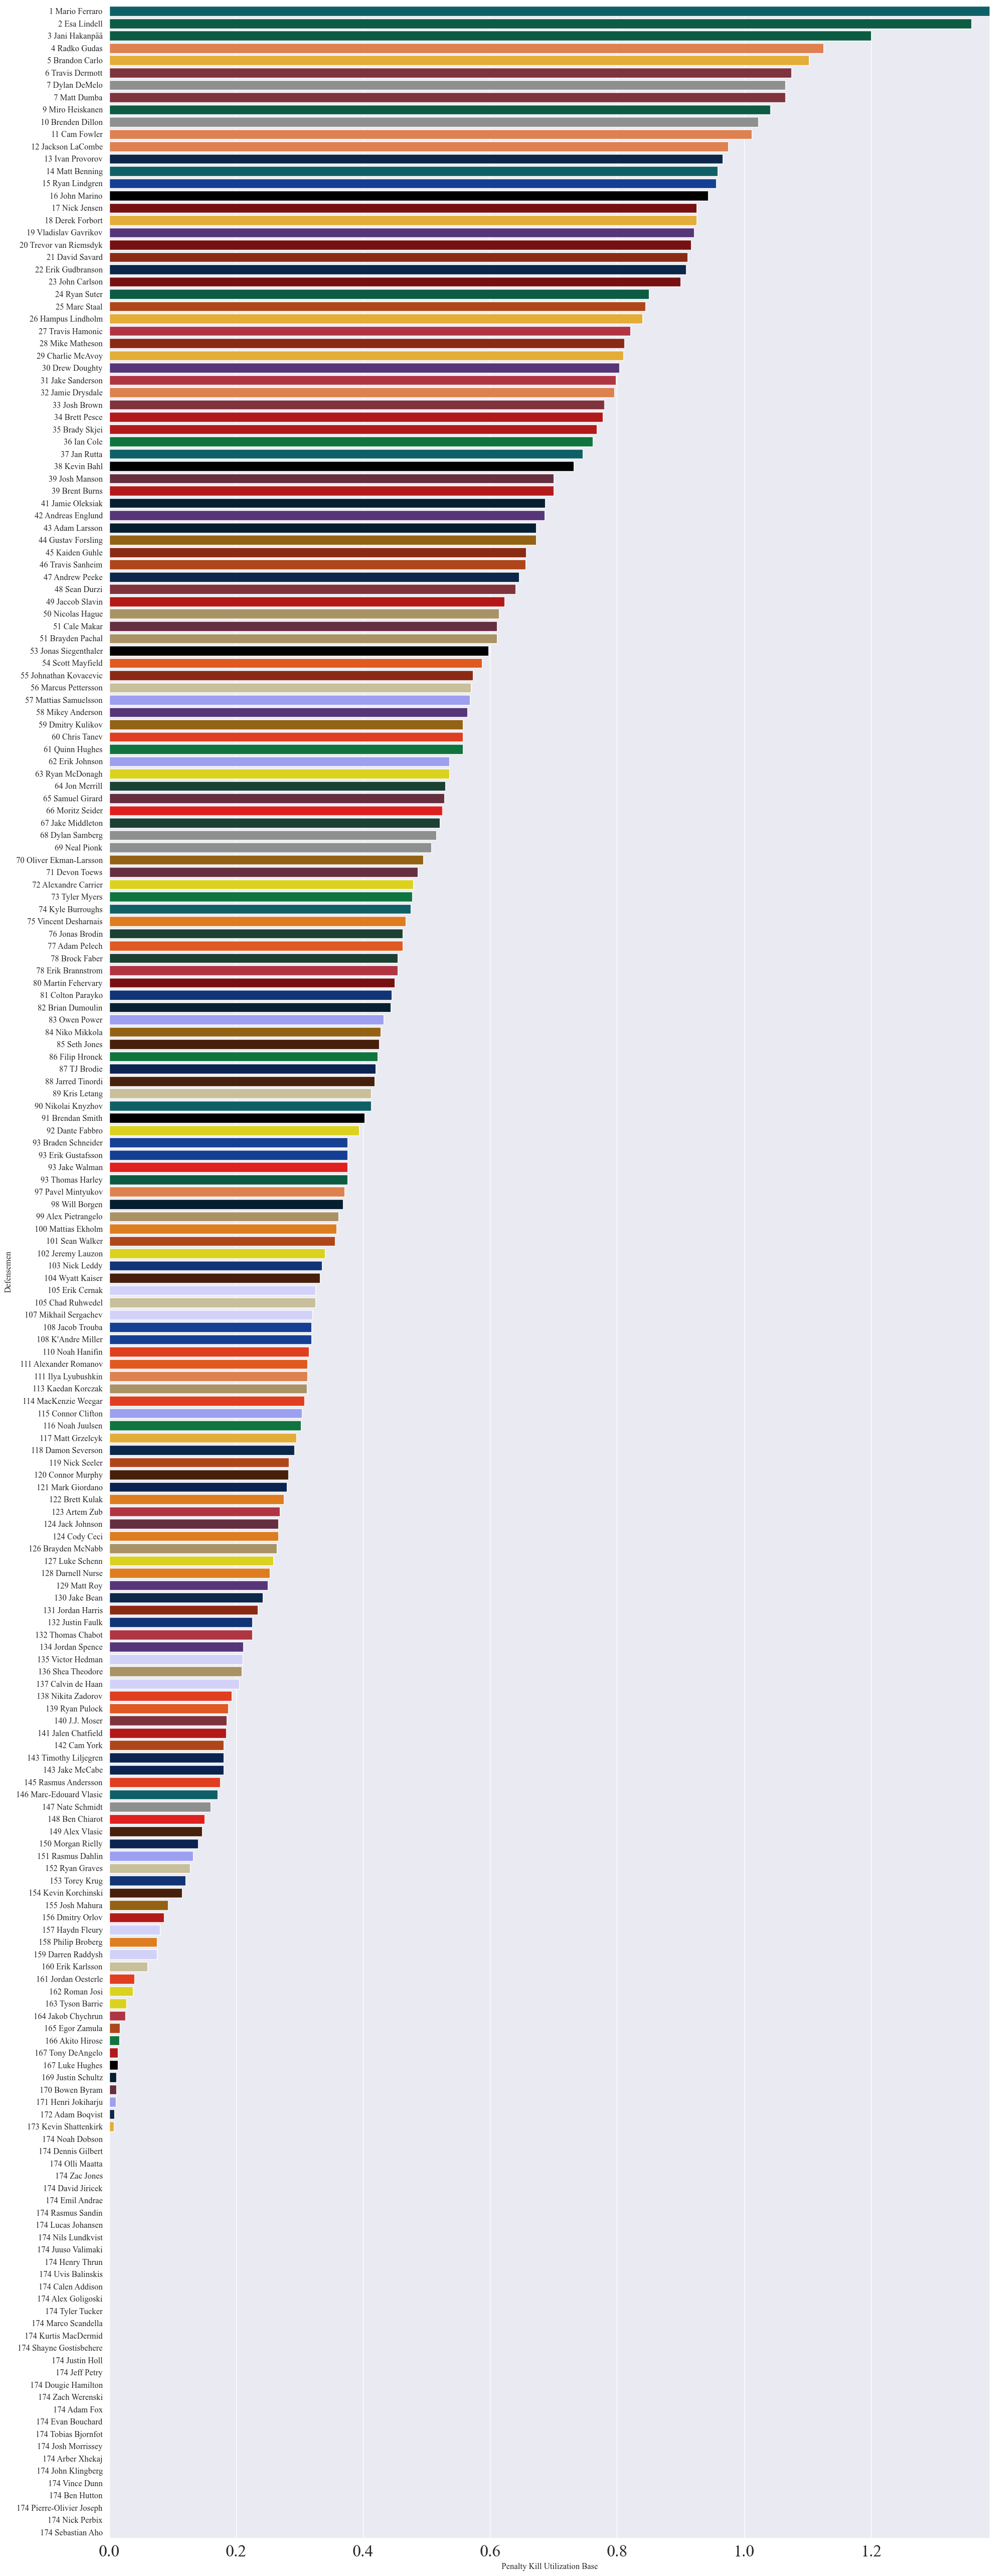 1 Mario Ferraro
2 Esa Lindell
3 Jani Hakanpää
4 Radko Gudas
5 Brandon Carlo
6 Travis Dermott
7 Dylan DeMelo
7 Matt Dumba
9 Miro Heiskanen
10 Brenden Dillon
11 Cam Fowler
12 Jackson LaCombe
13 Ivan Provorov
14 Matt Benning
15 Ryan Lindgren
16 John Marino
17 Nick Jensen
18 Derek Forbort
19 Vladislav Gavrikov
20 Trevor van Riemsdyk
21 David Savard
22 Erik Gudbranson
23 John Carlson
24 Ryan Suter
25 Marc Staal
26 Hampus Lindholm
27 Travis Hamonic
28 Mike Matheson
29 Charlie McAvoy
30 Drew Doughty
31 Jake Sanderson
32 Jamie Drysdale
33 Josh Brown
34 Brett Pesce
35 Brady Skjei
36 Ian Cole
37 Jan Rutta
38 Kevin Bahl
39 Josh Manson
39 Brent Burns
41 Jamie Oleksiak
42 Andreas Englund
43 Adam Larsson
44 Gustav Forsling
45 Kaiden Guhle
46 Travis Sanheim
47 Andrew Peeke
48 Sean Durzi
49 Jaccob Slavin
50 Nicolas Hague
51 Cale Makar
51 Brayden Pachal
53 Jonas Siegenthaler
54 Scott Mayfield
55 Johnathan Kovacevic
56 Marcus Pettersson
57 Mattias Samuelsson
58 Mikey Anderson
59 Dmitry Kulikov
60 Chris Tanev
61 Quinn Hughes
62 Erik Johnson
63 Ryan McDonagh
64 Jon Merrill
65 Samuel Girard
66 Moritz Seider
67 Jake Middleton
68 Dylan Samberg
69 Neal Pionk
70 Oliver Ekman-Larsson
71 Devon Toews
72 Alexandre Carrier
73 Tyler Myers
74 Kyle Burroughs
75 Vincent Desharnais
76 Jonas Brodin
77 Adam Pelech
78 Brock Faber
78 Erik Brannstrom
80 Martin Fehervary
81 Colton Parayko
82 Brian Dumoulin
83 Owen Power
84 Niko Mikkola
85 Seth Jones
86 Filip Hronek
87 TJ Brodie
88 Jarred Tinordi
89 Kris Letang
90 Nikolai Knyzhov
91 Brendan Smith
92 Dante Fabbro
93 Braden Schneider
93 Erik Gustafsson
93 Jake Walman
93 Thomas Harley
97 Pavel Mintyukov
98 Will Borgen
99 Alex Pietrangelo
100 Mattias Ekholm
101 Sean Walker
102 Jeremy Lauzon
103 Nick Leddy
104 Wyatt Kaiser
105 Erik Cernak
105 Chad Ruhwedel
107 Mikhail Sergachev
108 Jacob Trouba
108 K'Andre Miller
110 Noah Hanifin
111 Alexander Romanov
111 Ilya Lyubushkin
113 Kaedan Korczak
114 MacKenzie Weegar
115 Connor Clifton
116 Noah Juulsen
117 Matt Grzelcyk
118 Damon Severson
119 Nick Seeler
120 Connor Murphy
121 Mark Giordano
122 Brett Kulak
123 Artem Zub
124 Jack Johnson
124 Cody Ceci
126 Brayden McNabb
127 Luke Schenn
128 Darnell Nurse
129 Matt Roy
130 Jake Bean
131 Jordan Harris
132 Justin Faulk
132 Thomas Chabot
134 Jordan Spence
135 Victor Hedman
136 Shea Theodore
137 Calvin de Haan
138 Nikita Zadorov
139 Ryan Pulock
140 J.J. Moser
141 Jalen Chatfield
142 Cam York
143 Timothy Liljegren
143 Jake McCabe
145 Rasmus Andersson
146 Marc-Edouard Vlasic
147 Nate Schmidt
148 Ben Chiarot
149 Alex Vlasic
150 Morgan Rielly
151 Rasmus Dahlin
152 Ryan Graves
153 Torey Krug
154 Kevin Korchinski
155 Josh Mahura
156 Dmitry Orlov
157 Haydn Fleury
158 Philip Broberg
159 Darren Raddysh
160 Erik Karlsson
161 Jordan Oesterle
162 Roman Josi
163 Tyson Barrie
164 Jakob Chychrun
165 Egor Zamula
166 Akito Hirose
167 Tony DeAngelo
167 Luke Hughes
169 Justin Schultz
170 Bowen Byram
171 Henri Jokiharju
172 Adam Boqvist
173 Kevin Shattenkirk
174 Noah Dobson
174 Dennis Gilbert
174 Olli Maatta
174 Zac Jones
174 David Jiricek
174 Emil Andrae
174 Rasmus Sandin
174 Lucas Johansen
174 Nils Lundkvist
174 Juuso Valimaki
174 Henry Thrun
174 Uvis Balinskis
174 Calen Addison
174 Alex Goligoski
174 Tyler Tucker
174 Marco Scandella
174 Kurtis MacDermid
174 Shayne Gostisbehere
174 Justin Holl
174 Jeff Petry
174 Dougie Hamilton
174 Zach Werenski
174 Adam Fox
174 Evan Bouchard
174 Tobias Bjornfot
174 Josh Morrissey
174 Arber Xhekaj
174 John Klingberg
174 Vince Dunn
174 Ben Hutton
174 Pierre-Olivier Joseph
174 Nick Perbix
174 Sebastian Aho
Defensemen
0.0 0.2 0.4 0.6 0.8 1.0 1.2
Penalty Kill Utilization Base